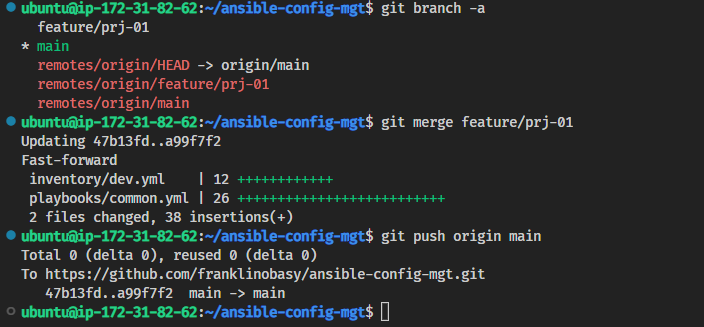 ubuntu@ip-172-31-82-62:~/ansible-config-mgt$ git branch -a
feature/prj-01
* main
remotes/origin/HEAD -> origin/main
remotes/origin/feature/prj-01
remotes/origin/main
ubuntu@ip-172-31-82-62:~/ansible-config-mgt$ git merge feature/prj-01
Updating 47b13fd..a99f7f2
Fast-forward
inventory/dev.yml    | 12 ++++++++++++
playbooks/common.yml | 26 ++++++++++++++++++++++++++
2 files changed, 38 insertions(+)
ubuntu@ip-172-31-82-62:~/ansible-config-mgt$ git push origin main
Total 0 (delta 0), reused 0 (delta 0)
To https://github.com/franklinobasy/ansible-config-mgt.git
47b13fd..a99f7f2  main -> main
ubuntu@ip-172-31-82-62:~/ansible-config-mgt$